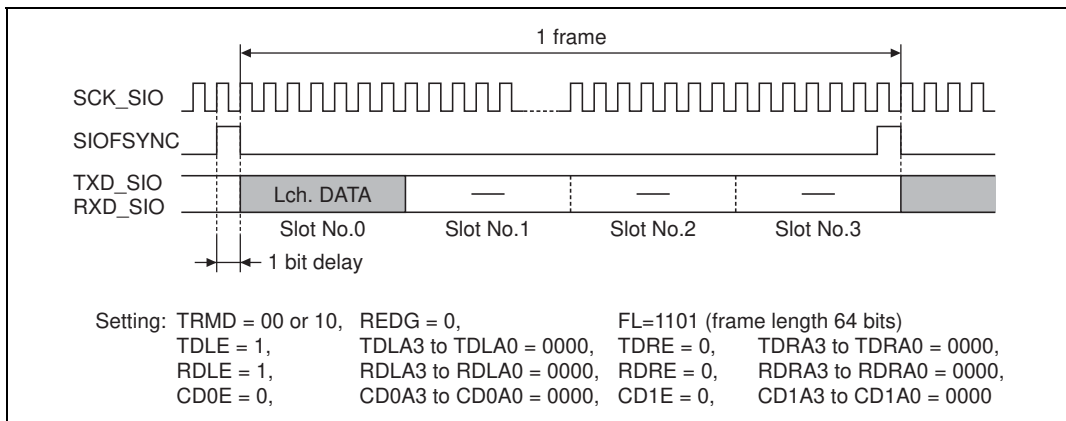 1 frame
SCK_SIO
SIOFSYNC
TXD_SIO
RXD_SIO
Lch. DATA
Slot No.0 Slot No.1 Slot No.2 Slot No.3
1 bit delay
Setting: TRMD = 00 or 10, REDG = 0, FL=1101 (frame length 64 bits)
TDLE = 1, TDLA3 to TDLA0 = 0000, TDRE = 0, TDRA3 to TDRA0 = 0000,
RDLE = 1, RDLA3 to RDLA0 = 0000, RDRE = 0, RDRA3 to RDRA0 = 0000,
CD0E = 0, CD0A3 to CD0A0 = 0000, CD1E = 0, CD1A3 to CD1A0 = 0000